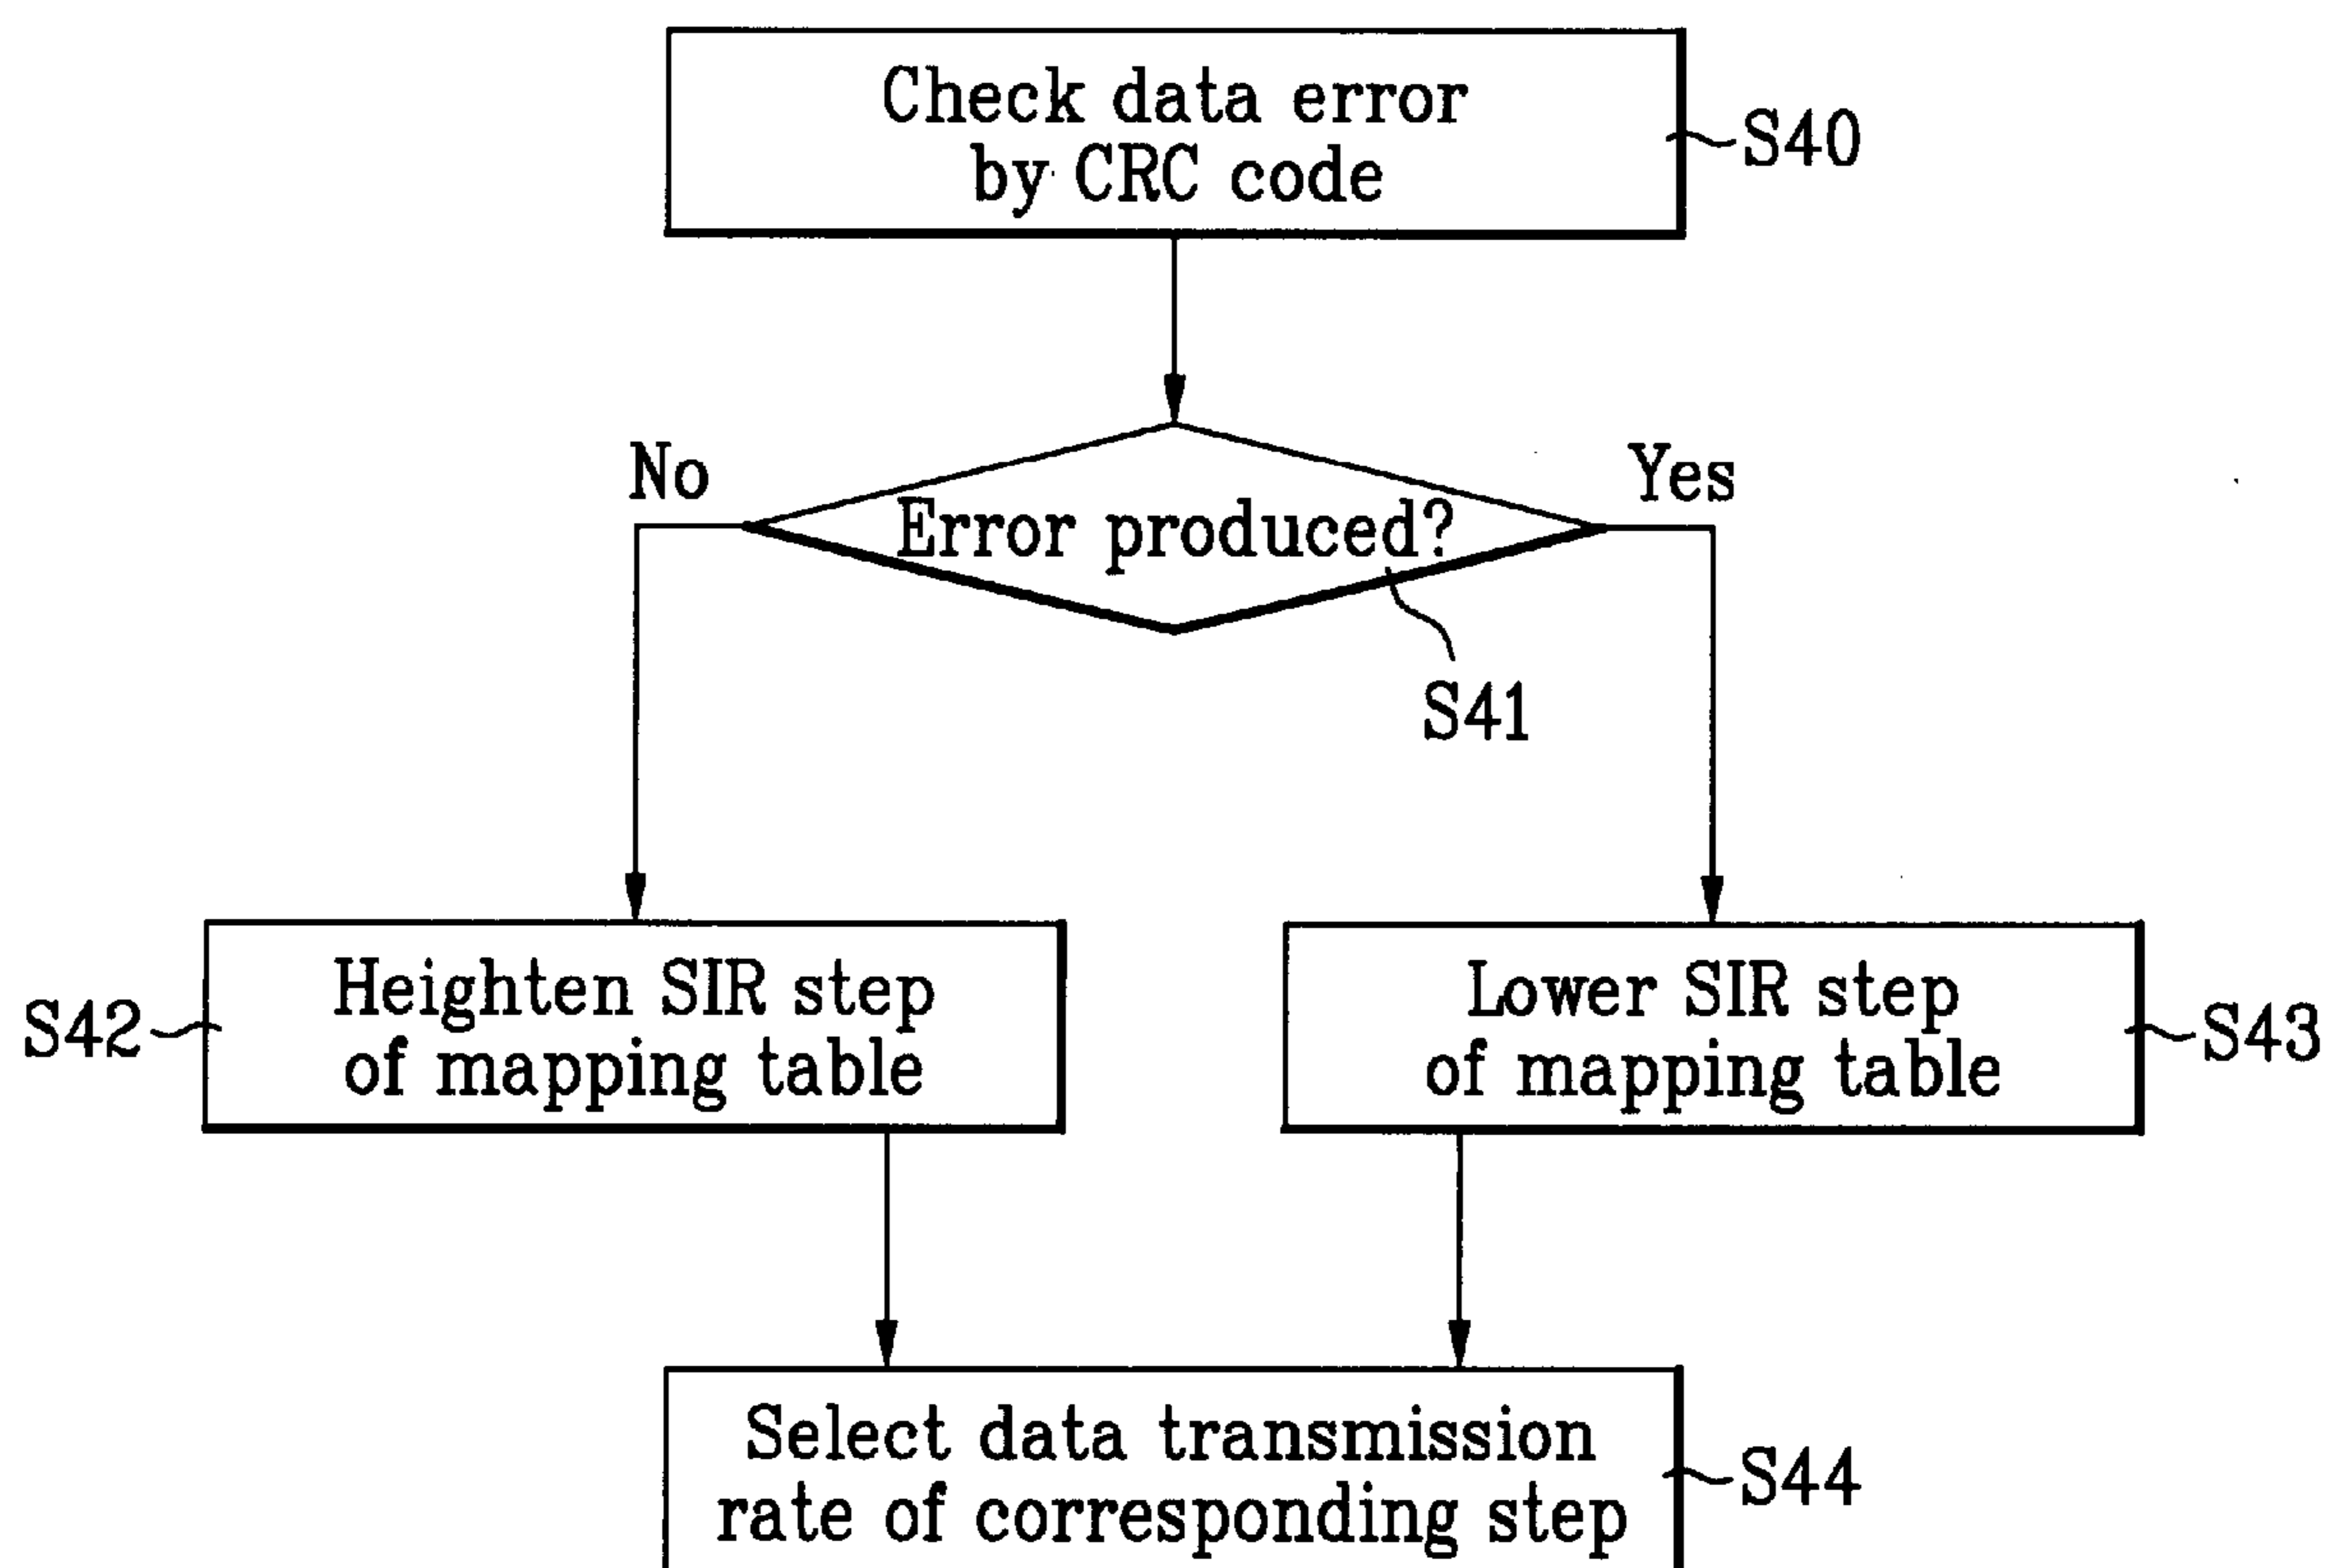 Check data error
by CRC code
S40
No
Yes
Error produced?
S41
Heighten SIR step
of mapping table
S42
Lower SIR step
of mapping table
S43
Select data transmission
rate of corresponding step
S44